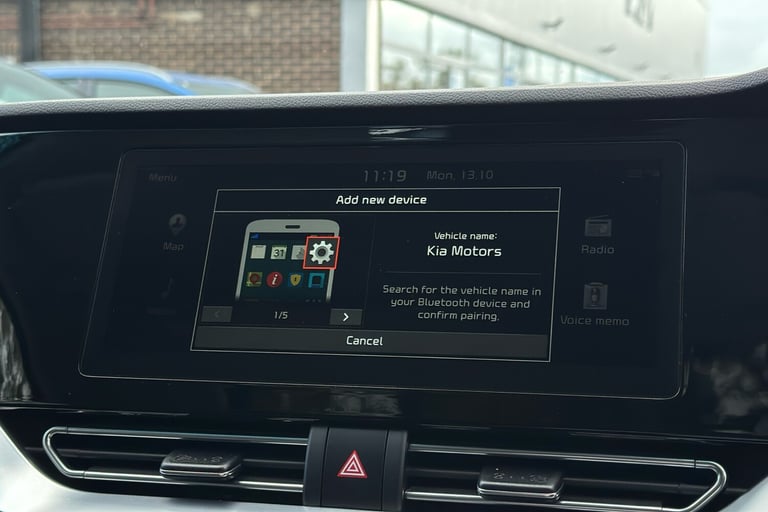 Menu
11:19 Mon, 13.10
Add new device
Map
31
Vehicle name:
Kia Motors
Radio
Search for the vehicle name in
your Bluetooth device and
confirm pairing.
Voice memo
1/5
Cancel